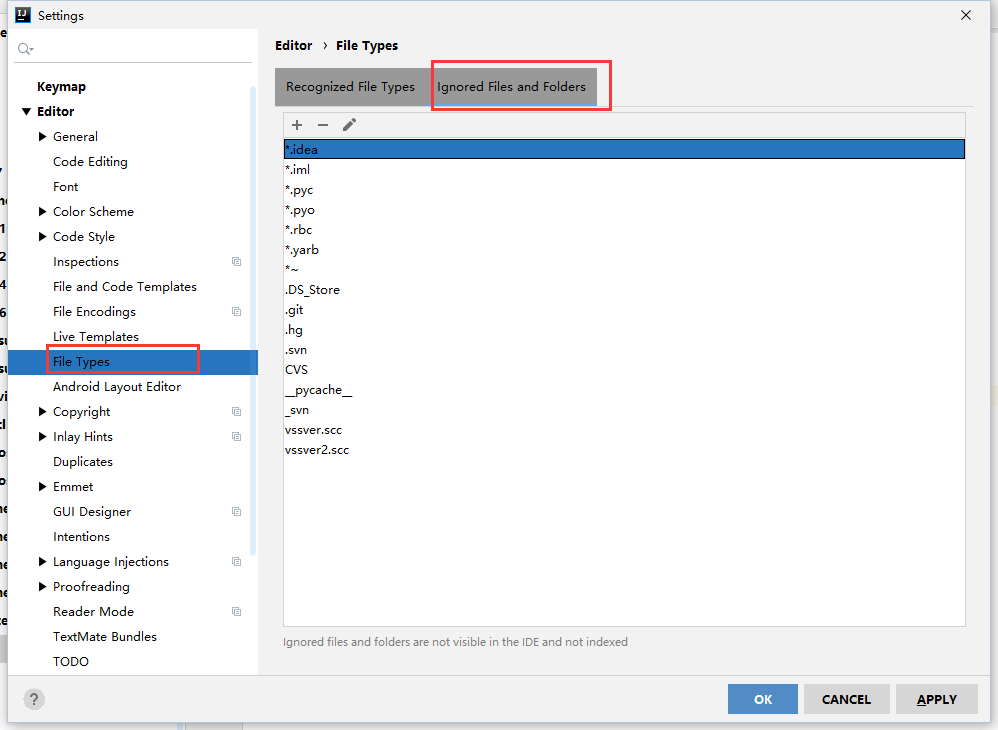 Settings
Editor › File Types
Keymap
Editor
General
Code Editing
Font
Color Scheme
Code Style
Inspections
File and Code Templates
File Encodings
Live Templates
File Types
Android Layout Editor
Copyright
Inlay Hints
Duplicates
Emmet
GUI Designer
Intentions
Language Injections
Proofreading
Reader Mode
TextMate Bundles
TODO
Recognized File Types
Ignored Files and Folders
*.idea
*.iml
*.pyc
*.pyo
*.rbc
*.yarb
*~
.DS_Store
.git
.hg
.svn
CVS
__pycache__
_svn
vssver.scc
vssver2.scc
Ignored files and folders are not visible in the IDE and not indexed
?
OK
CANCEL
APPLY